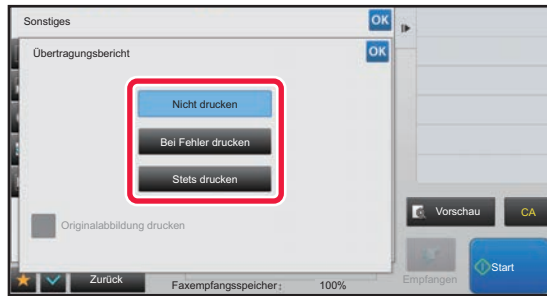 Sonstiges
OK
Übertragungsbericht
OK
Nicht drucken
Bei Fehler drucken
Stets drucken
Originalabbildung drucken
Vorschau
CA
Zurück
Faxempfangsspeicher:
100%
Empfangen
Start